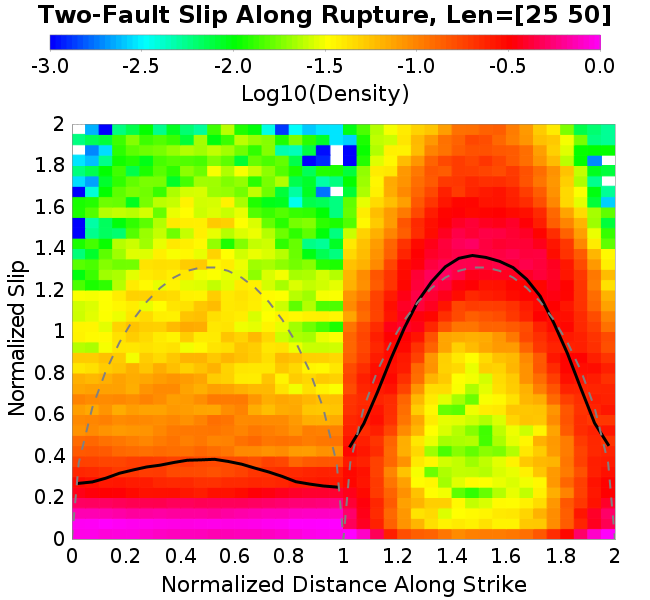 Two-Fault Slip Along Rupture, Len=[25 50]
-3.0 -2.5 -2.0 -1.5 -1.0 -0.5 0.0
Log10(Density)
2
1.8
1.6
1.4
1.2
1
0.8
0.6
0.4
0.2
0
Normalized Slip
0 0.2 0.4 0.6 0.8 1 1.2 1.4 1.6 1.8 2
Normalized Distance Along Strike